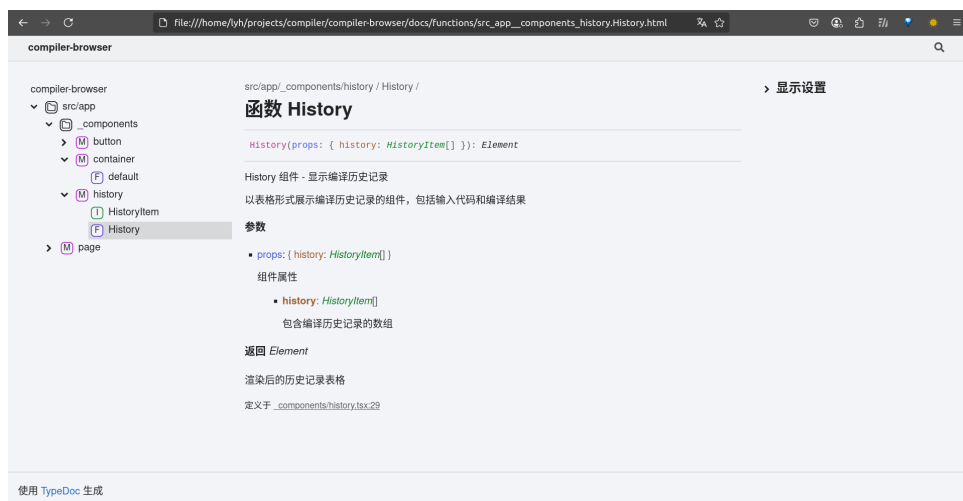 file:///home/lyh/projects/compiler/compiler-browser/docs/functions/src_app__components_history.History.html
compiler-browser
compiler-browser
src/app
_components
M button
M container
F default
M history
I HistoryItem
F History
M page
src/app/_components/history / History /
函数 History
History(props: { history: HistoryItem[] }): Element
History 组件 - 显示编译历史记录
以表格形式展示编译历史记录的组件，包括输入代码和编译结果
参数
props: { history: HistoryItem[] }
组件属性
history: HistoryItem[]
包含编译历史记录的数组
返回 Element
渲染后的历史记录表格
定义于 _components/history.tsx:29
显示设置
使用 TypeDoc 生成